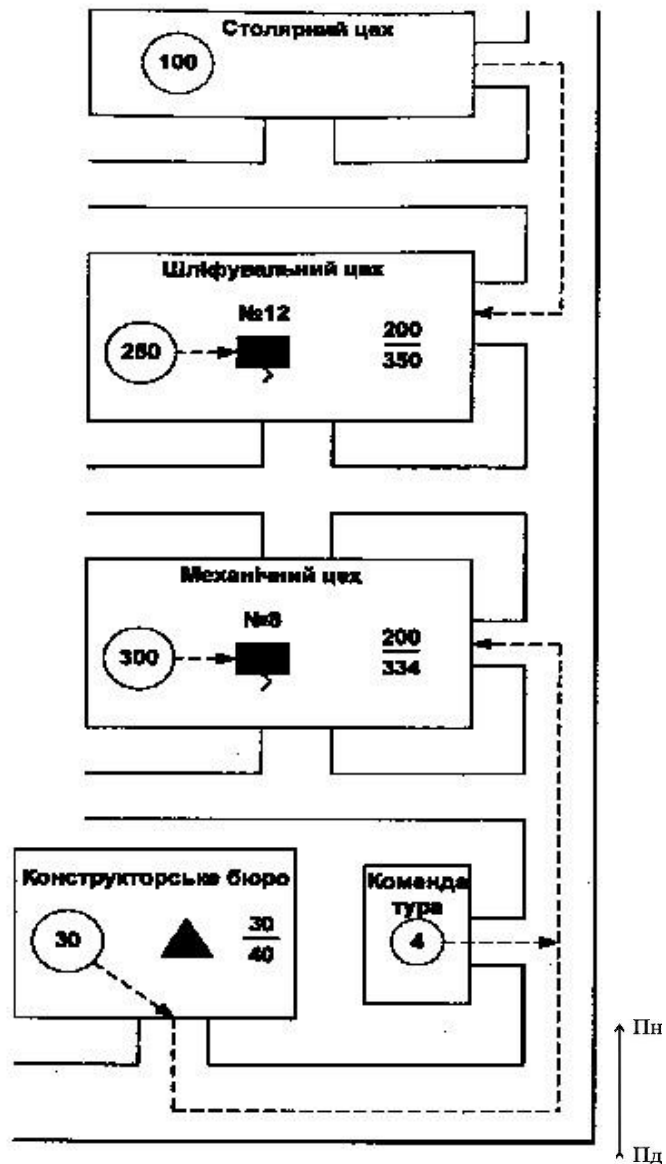 Столярний цех
100
Шліфувальний цех
№12
250
200
350
Механічний цех
№8
300
200
334
Конструкторське бюро
30
30
40
Команда
тура
4
Пн
Пд